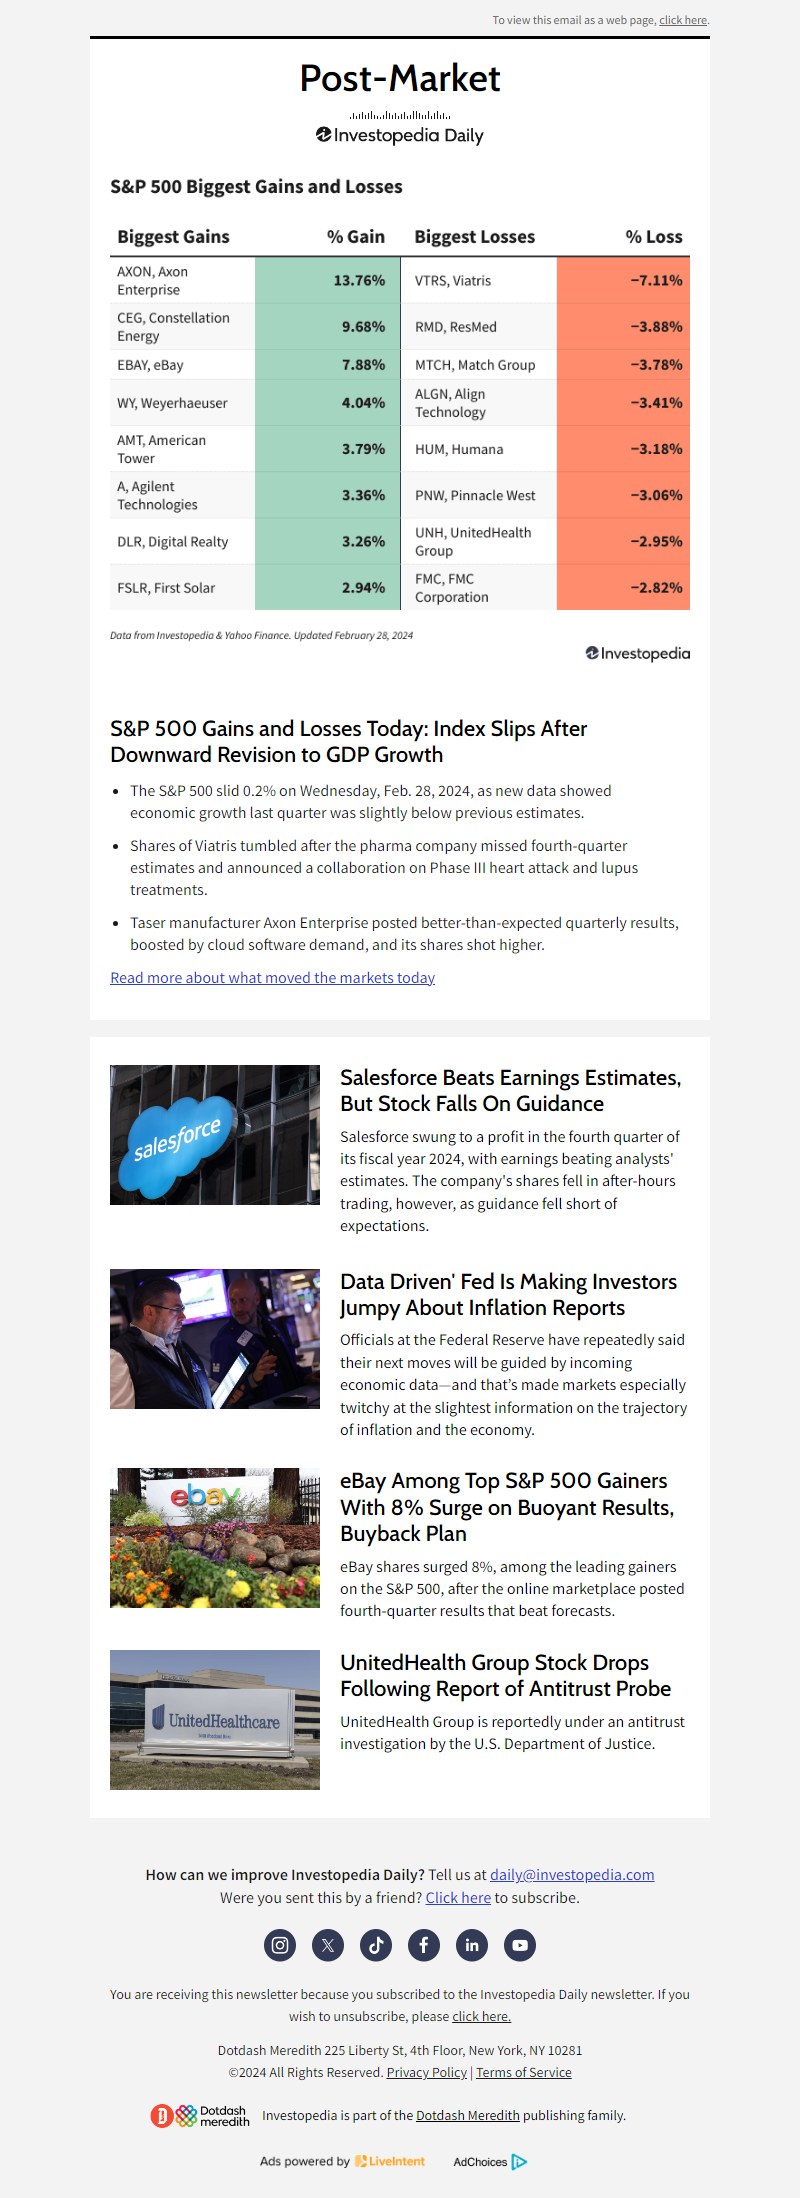 To view this email as a web page, click here.
Post-Market
Investopedia Daily
S&P 500 Biggest Gains and Losses
Biggest Gains % Gain Biggest Losses % Loss
AXON, Axon Enterprise 13.76% VTRS, Viatris −7.11%
CEG, Constellation Energy 9.68% RMD, ResMed −3.88%
EBAY, eBay 7.88% MTCH, Match Group −3.78%
WY, Weyerhaeuser 4.04% ALGN, Align Technology −3.41%
AMT, American Tower 3.79% HUM, Humana −3.18%
A, Agilent Technologies 3.36% PNW, Pinnacle West −3.06%
DLR, Digital Realty 3.26% UNH, UnitedHealth Group −2.95%
FSLR, First Solar 2.94% FMC, FMC Corporation −2.82%
Data from Investopedia & Yahoo Finance. Updated February 28, 2024
Investopedia
S&P 500 Gains and Losses Today: Index Slips After
Downward Revision to GDP Growth
• The S&P 500 slid 0.2% on Wednesday, Feb. 28, 2024, as new data showed
economic growth last quarter was slightly below previous estimates.
• Shares of Viatris tumbled after the pharma company missed fourth-quarter
estimates and announced a collaboration on Phase III heart attack and lupus
treatments.
• Taser manufacturer Axon Enterprise posted better-than-expected quarterly results,
boosted by cloud software demand, and its shares shot higher.
Read more about what moved the markets today
salesforce
Salesforce Beats Earnings Estimates,
But Stock Falls On Guidance
Salesforce swung to a profit in the fourth quarter of
its fiscal year 2024, with earnings beating analysts'
estimates. The company's shares fell in after-hours
trading, however, as guidance fell short of
expectations.
Data Driven' Fed Is Making Investors
Jumpy About Inflation Reports
Officials at the Federal Reserve have repeatedly said
their next moves will be guided by incoming
economic data—and that's made markets especially
twitchy at the slightest information on the trajectory
of inflation and the economy.
ebay
eBay Among Top S&P 500 Gainers
With 8% Surge on Buoyant Results,
Buyback Plan
eBay shares surged 8%, among the leading gainers
on the S&P 500, after the online marketplace posted
fourth-quarter results that beat forecasts.
UnitedHealthcare
UnitedHealth Group Stock Drops
Following Report of Antitrust Probe
UnitedHealth Group is reportedly under an antitrust
investigation by the U.S. Department of Justice.
How can we improve Investopedia Daily? Tell us at daily@investopedia.com
Were you sent this by a friend? Click here to subscribe.
You are receiving this newsletter because you subscribed to the Investopedia Daily newsletter. If you
wish to unsubscribe, please click here.
Dotdash Meredith 225 Liberty St, 4th Floor, New York, NY 10281
©2024 All Rights Reserved. Privacy Policy | Terms of Service
Dotdash
meredith
Investopedia is part of the Dotdash Meredith publishing family.
Ads powered by LiveIntent AdChoices